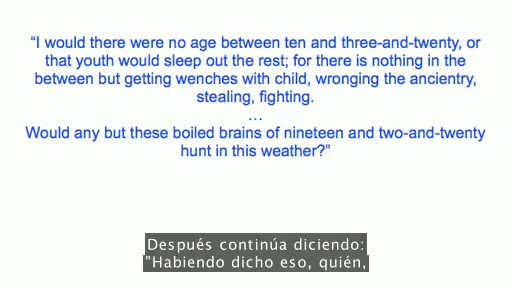 “I would there were no age between ten and three-and-twenty, or
that youth would sleep out the rest; for there is nothing in the
between but getting wenches with child, wronging the ancientry,
stealing, fighting.
…
Would any but these boiled brains of nineteen and two-and-twenty
hunt in this weather?”
Después continúa diciendo:
"Habiendo dicho eso, quién,